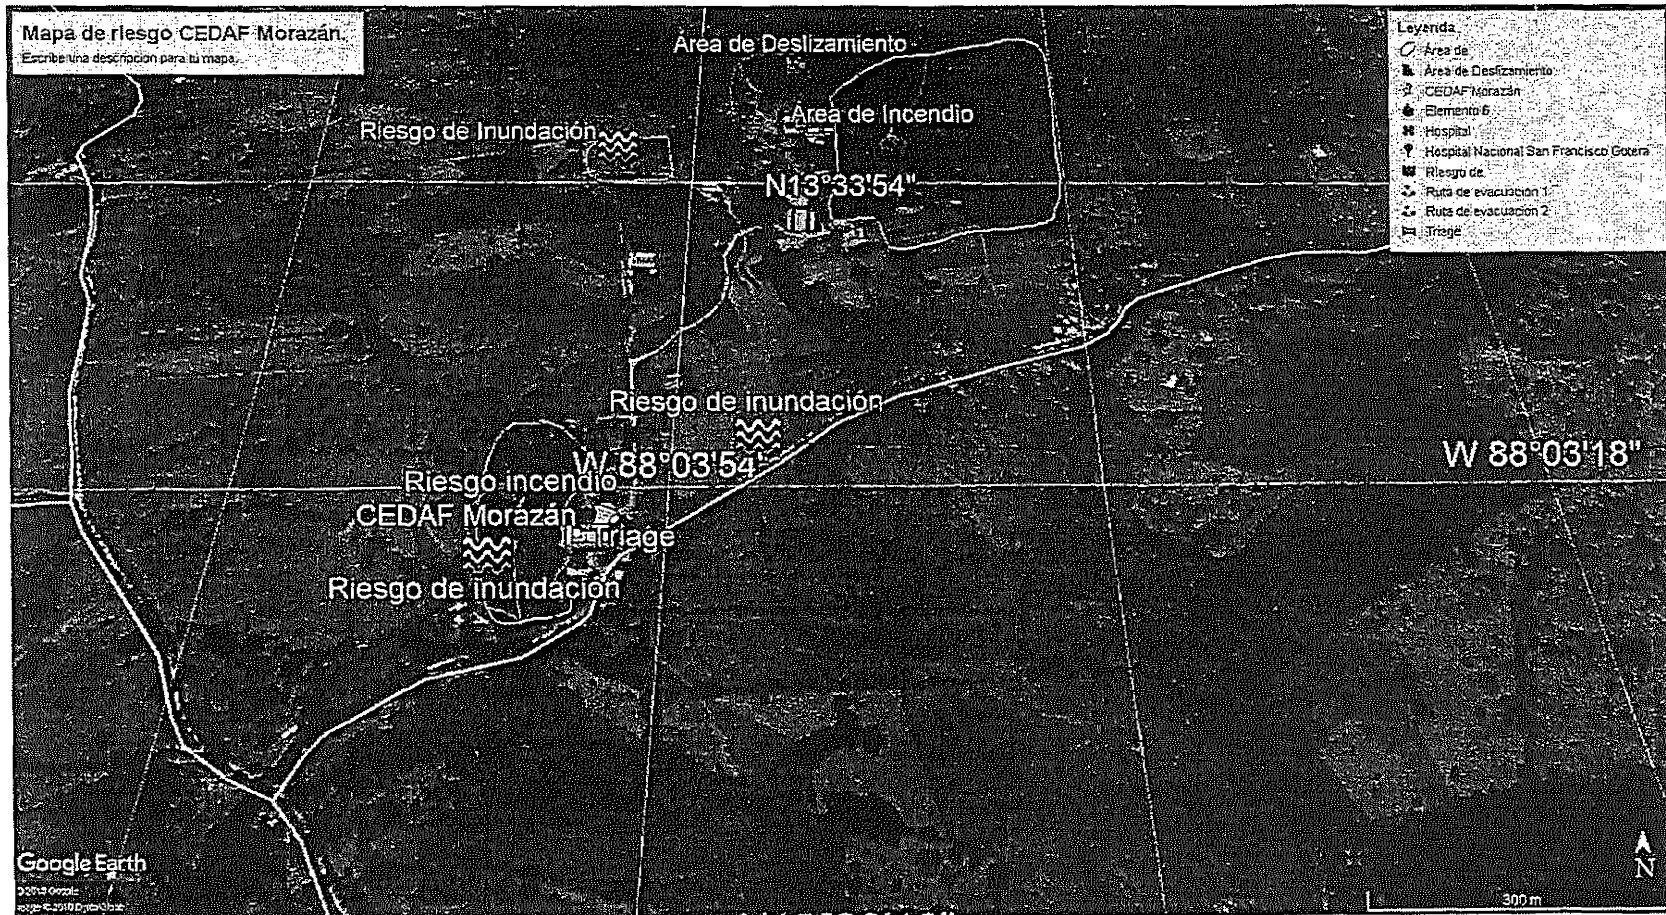 Mapa de riesgo CEDAF Morazán.
Escribe una descripción para tu mapa.
Leyenda
Área de
Área de Deslizamiento
CEDAF Morazán
Elemento 6
Hospital
Hospital Nacional San Francisco Gotera
Riesgo de
Ruta de evacuación 1
Ruta de evacuación 2
Triage
Área de Deslizamiento
Área de Incendio
Riesgo de Inundación
N13°33'54"
Riesgo de inundación
W 88°03'54"
W 88°03'18"
Riesgo incendio
CEDAF Morazán
Triage
Riesgo de inundación
Google Earth
N
300 m